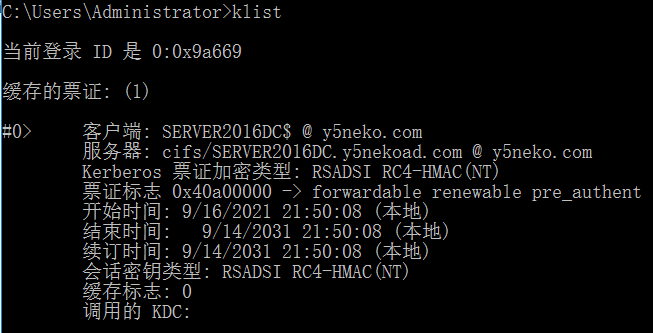 C:\Users\Administrator>klist
当前登录 ID 是 0:0x9a669
缓存的票证: (1)
#0> 客户端: SERVER2016DC$ @ y5neko.com
服务器: cifs/SERVER2016DC.y5nekoad.com @ y5neko.com
Kerberos 票证加密类型: RSADSI RC4-HMAC(NT)
票证标志 0x40a00000 -> forwardable renewable pre_authent
开始时间: 9/16/2021 21:50:08 (本地)
结束时间: 9/14/2031 21:50:08 (本地)
续订时间: 9/14/2031 21:50:08 (本地)
会话密钥类型: RSADSI RC4-HMAC(NT)
缓存标志: 0
调用的 KDC: